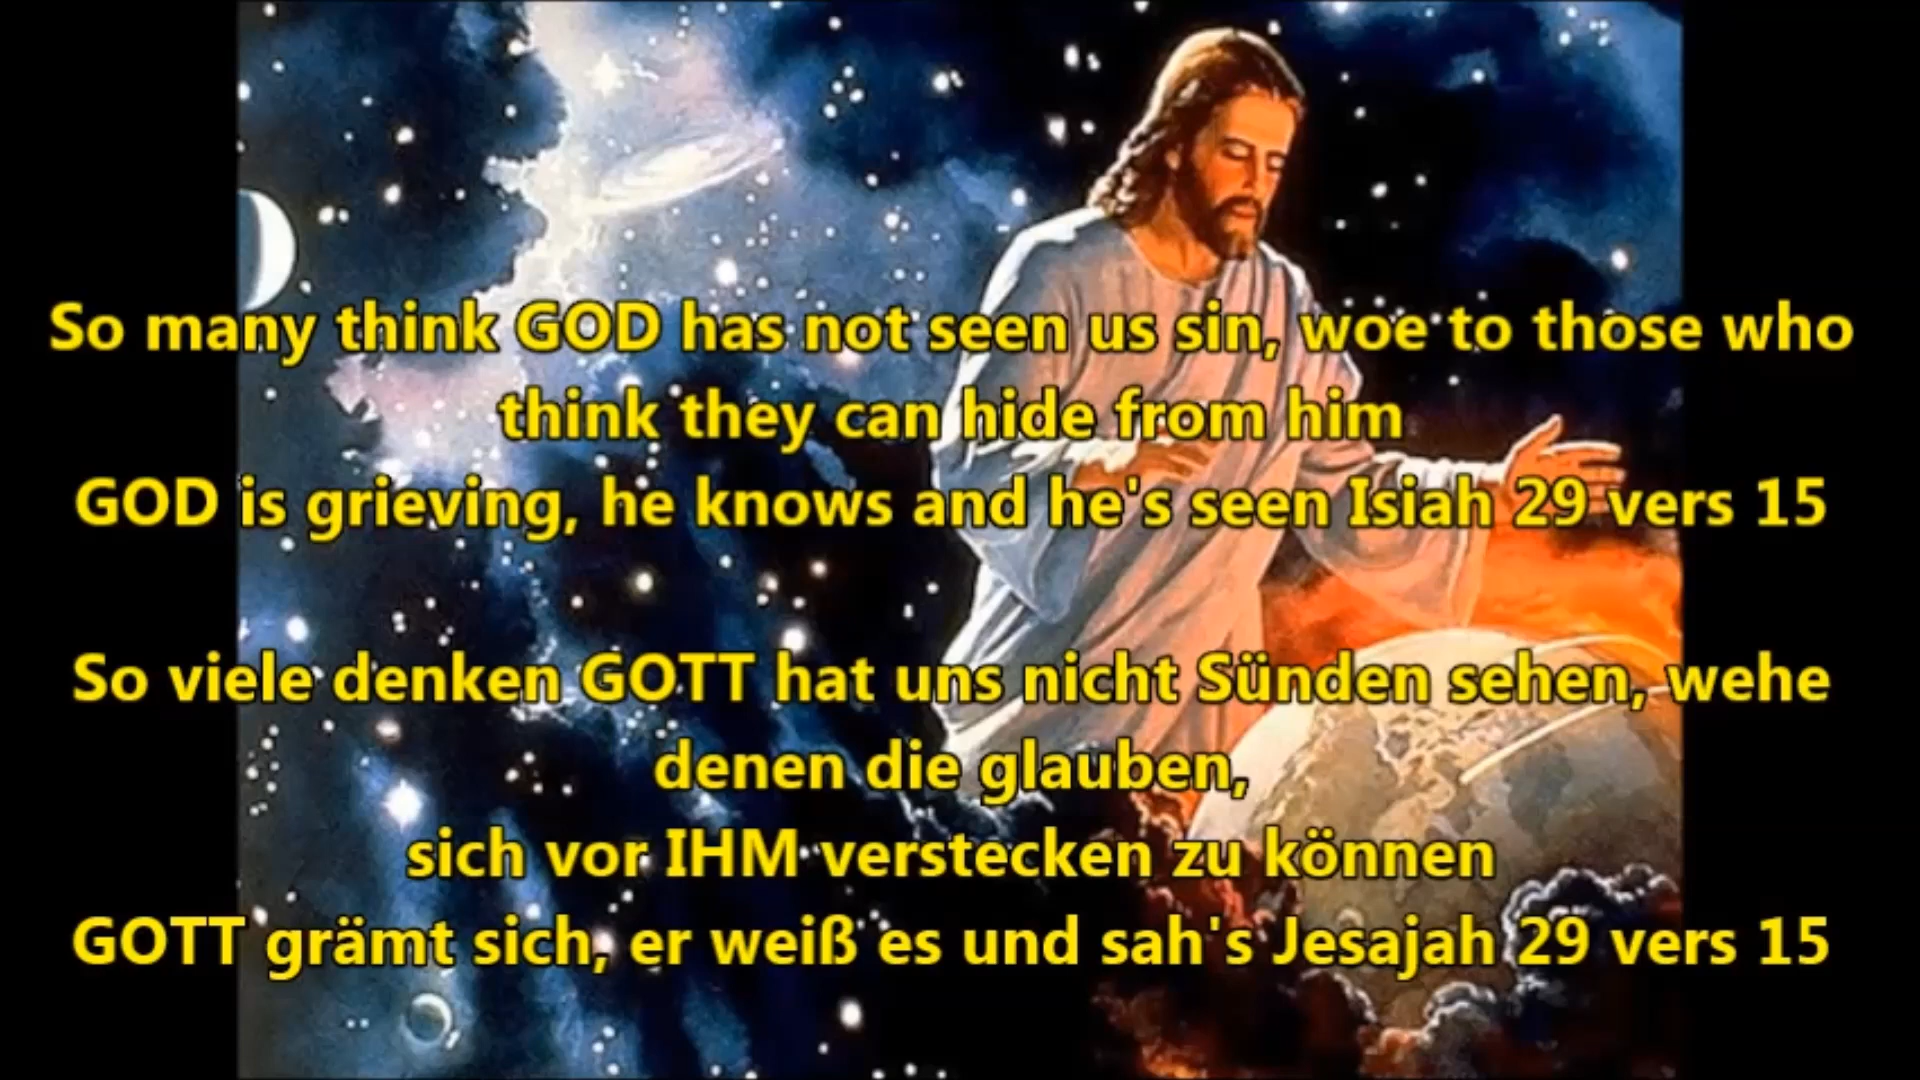 So many think GOD has not seen us sin, woe to those who
think they can hide from him
GOD is grieving, he knows and he's seen Isiah 29 vers 15
So viele denken GOTT hat uns nicht Sünden sehen, wehe
denen die glauben,
sich vor IHM verstecken zu können
GOTT grämt sich, er weiß es und sah's Jesajah 29 vers 15